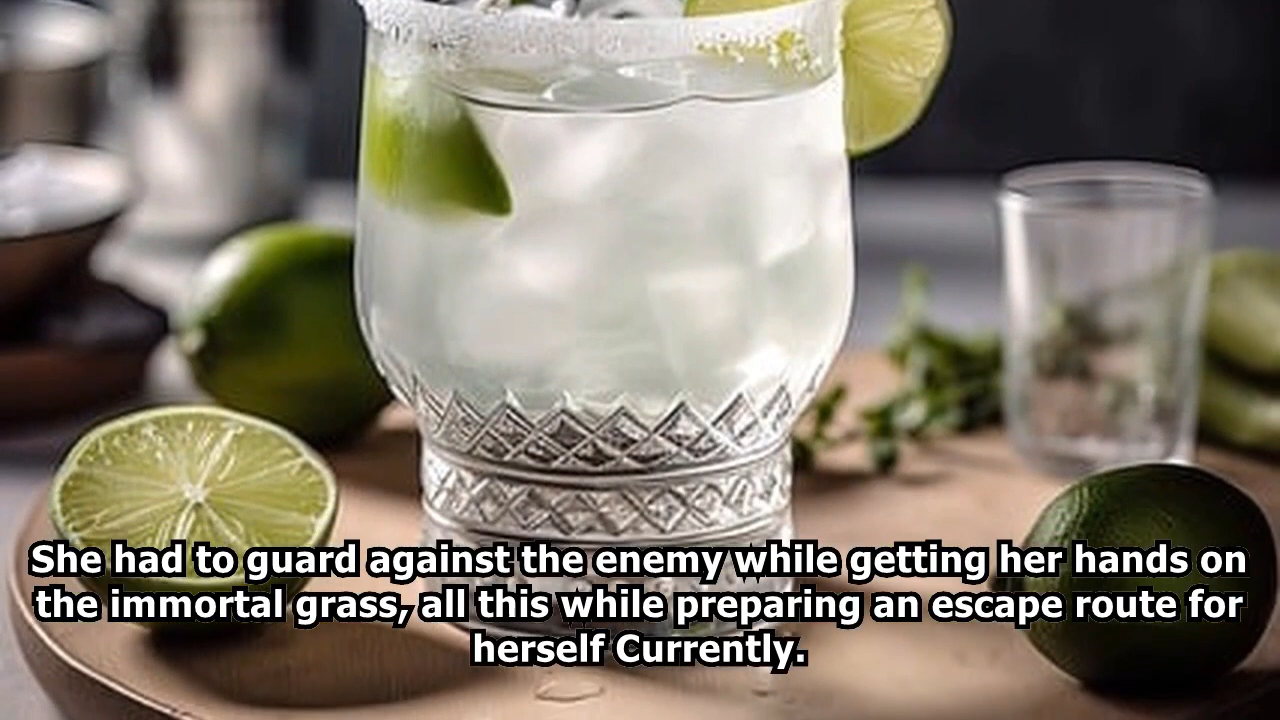 She had to guard against the enemy while getting her hands on
the immortal grass, all this while preparing an escape route for
herself Currently.